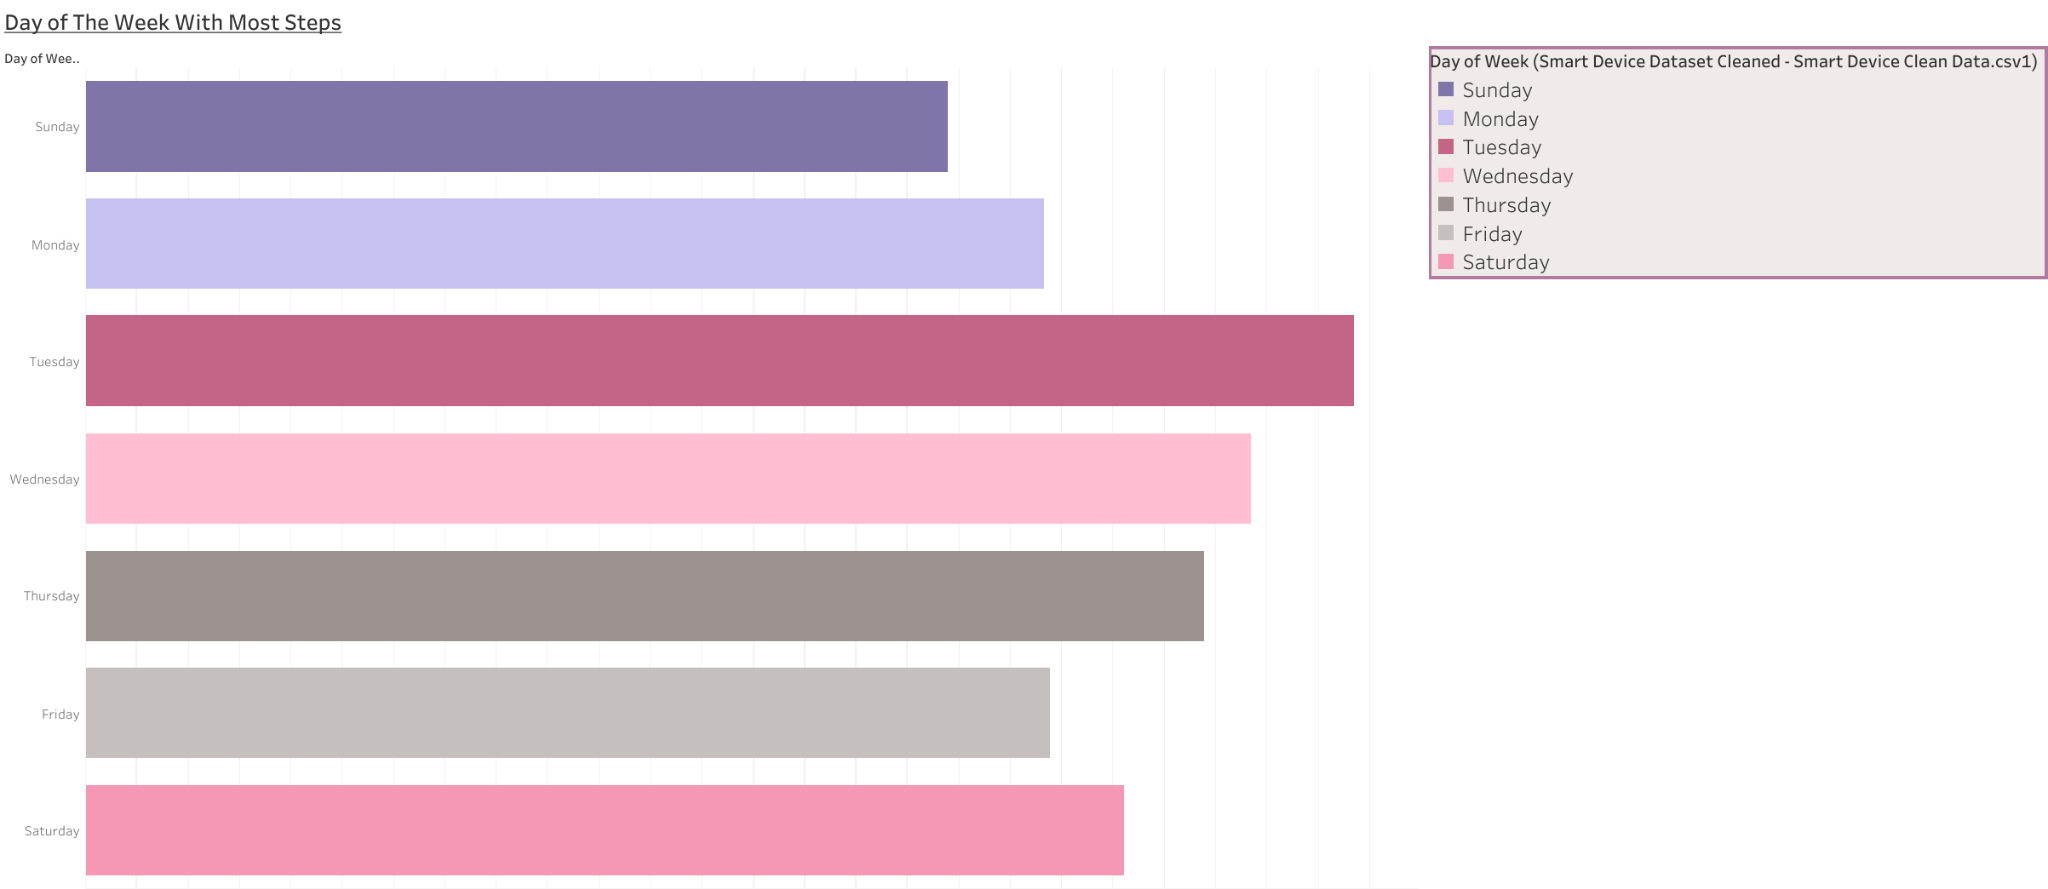 Day of The Week With Most Steps
Day of Wee..
Sunday
Monday
Tuesday
Wednesday
Thursday
Friday
Saturday
Day of Week (Smart Device Dataset Cleaned - Smart Device Clean Data.csv1)
Sunday
Monday
Tuesday
Wednesday
Thursday
Friday
Saturday